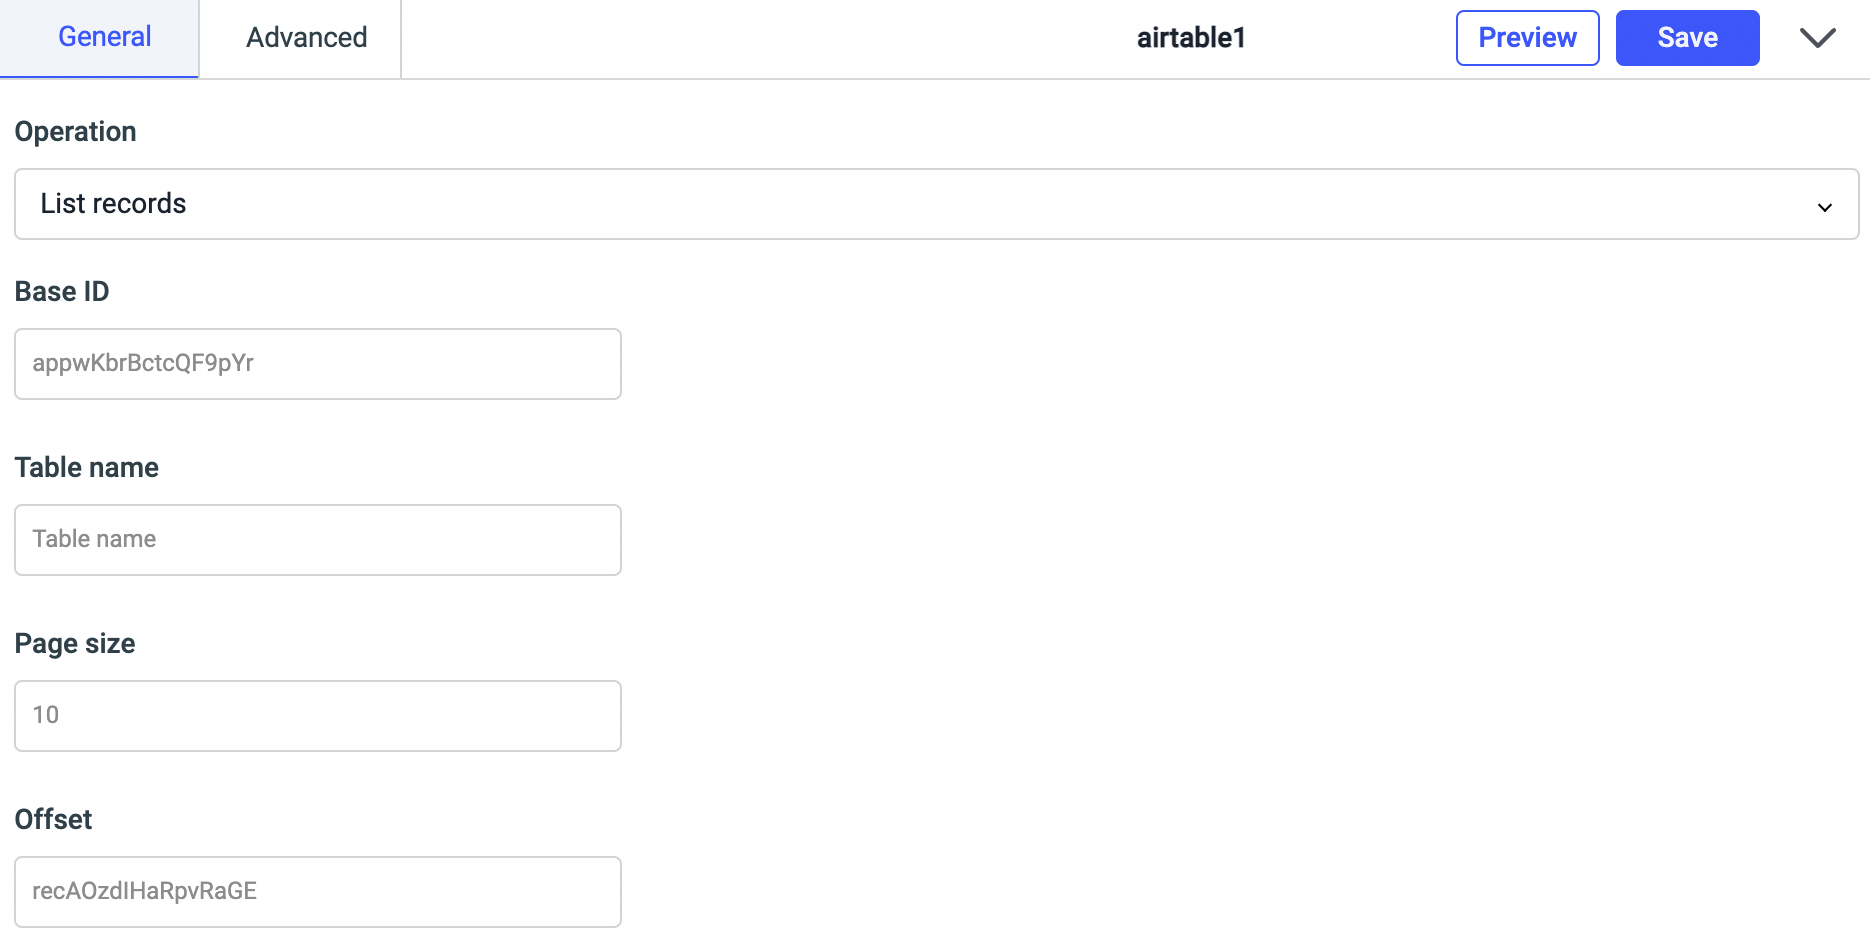 General
Advanced
airtable1
Preview
Save
Operation
List records
Base ID
appwKbrBctcQF9pYr
Table name
Table name
Page size
10
Offset
recAOzdIHaRpvRaGE